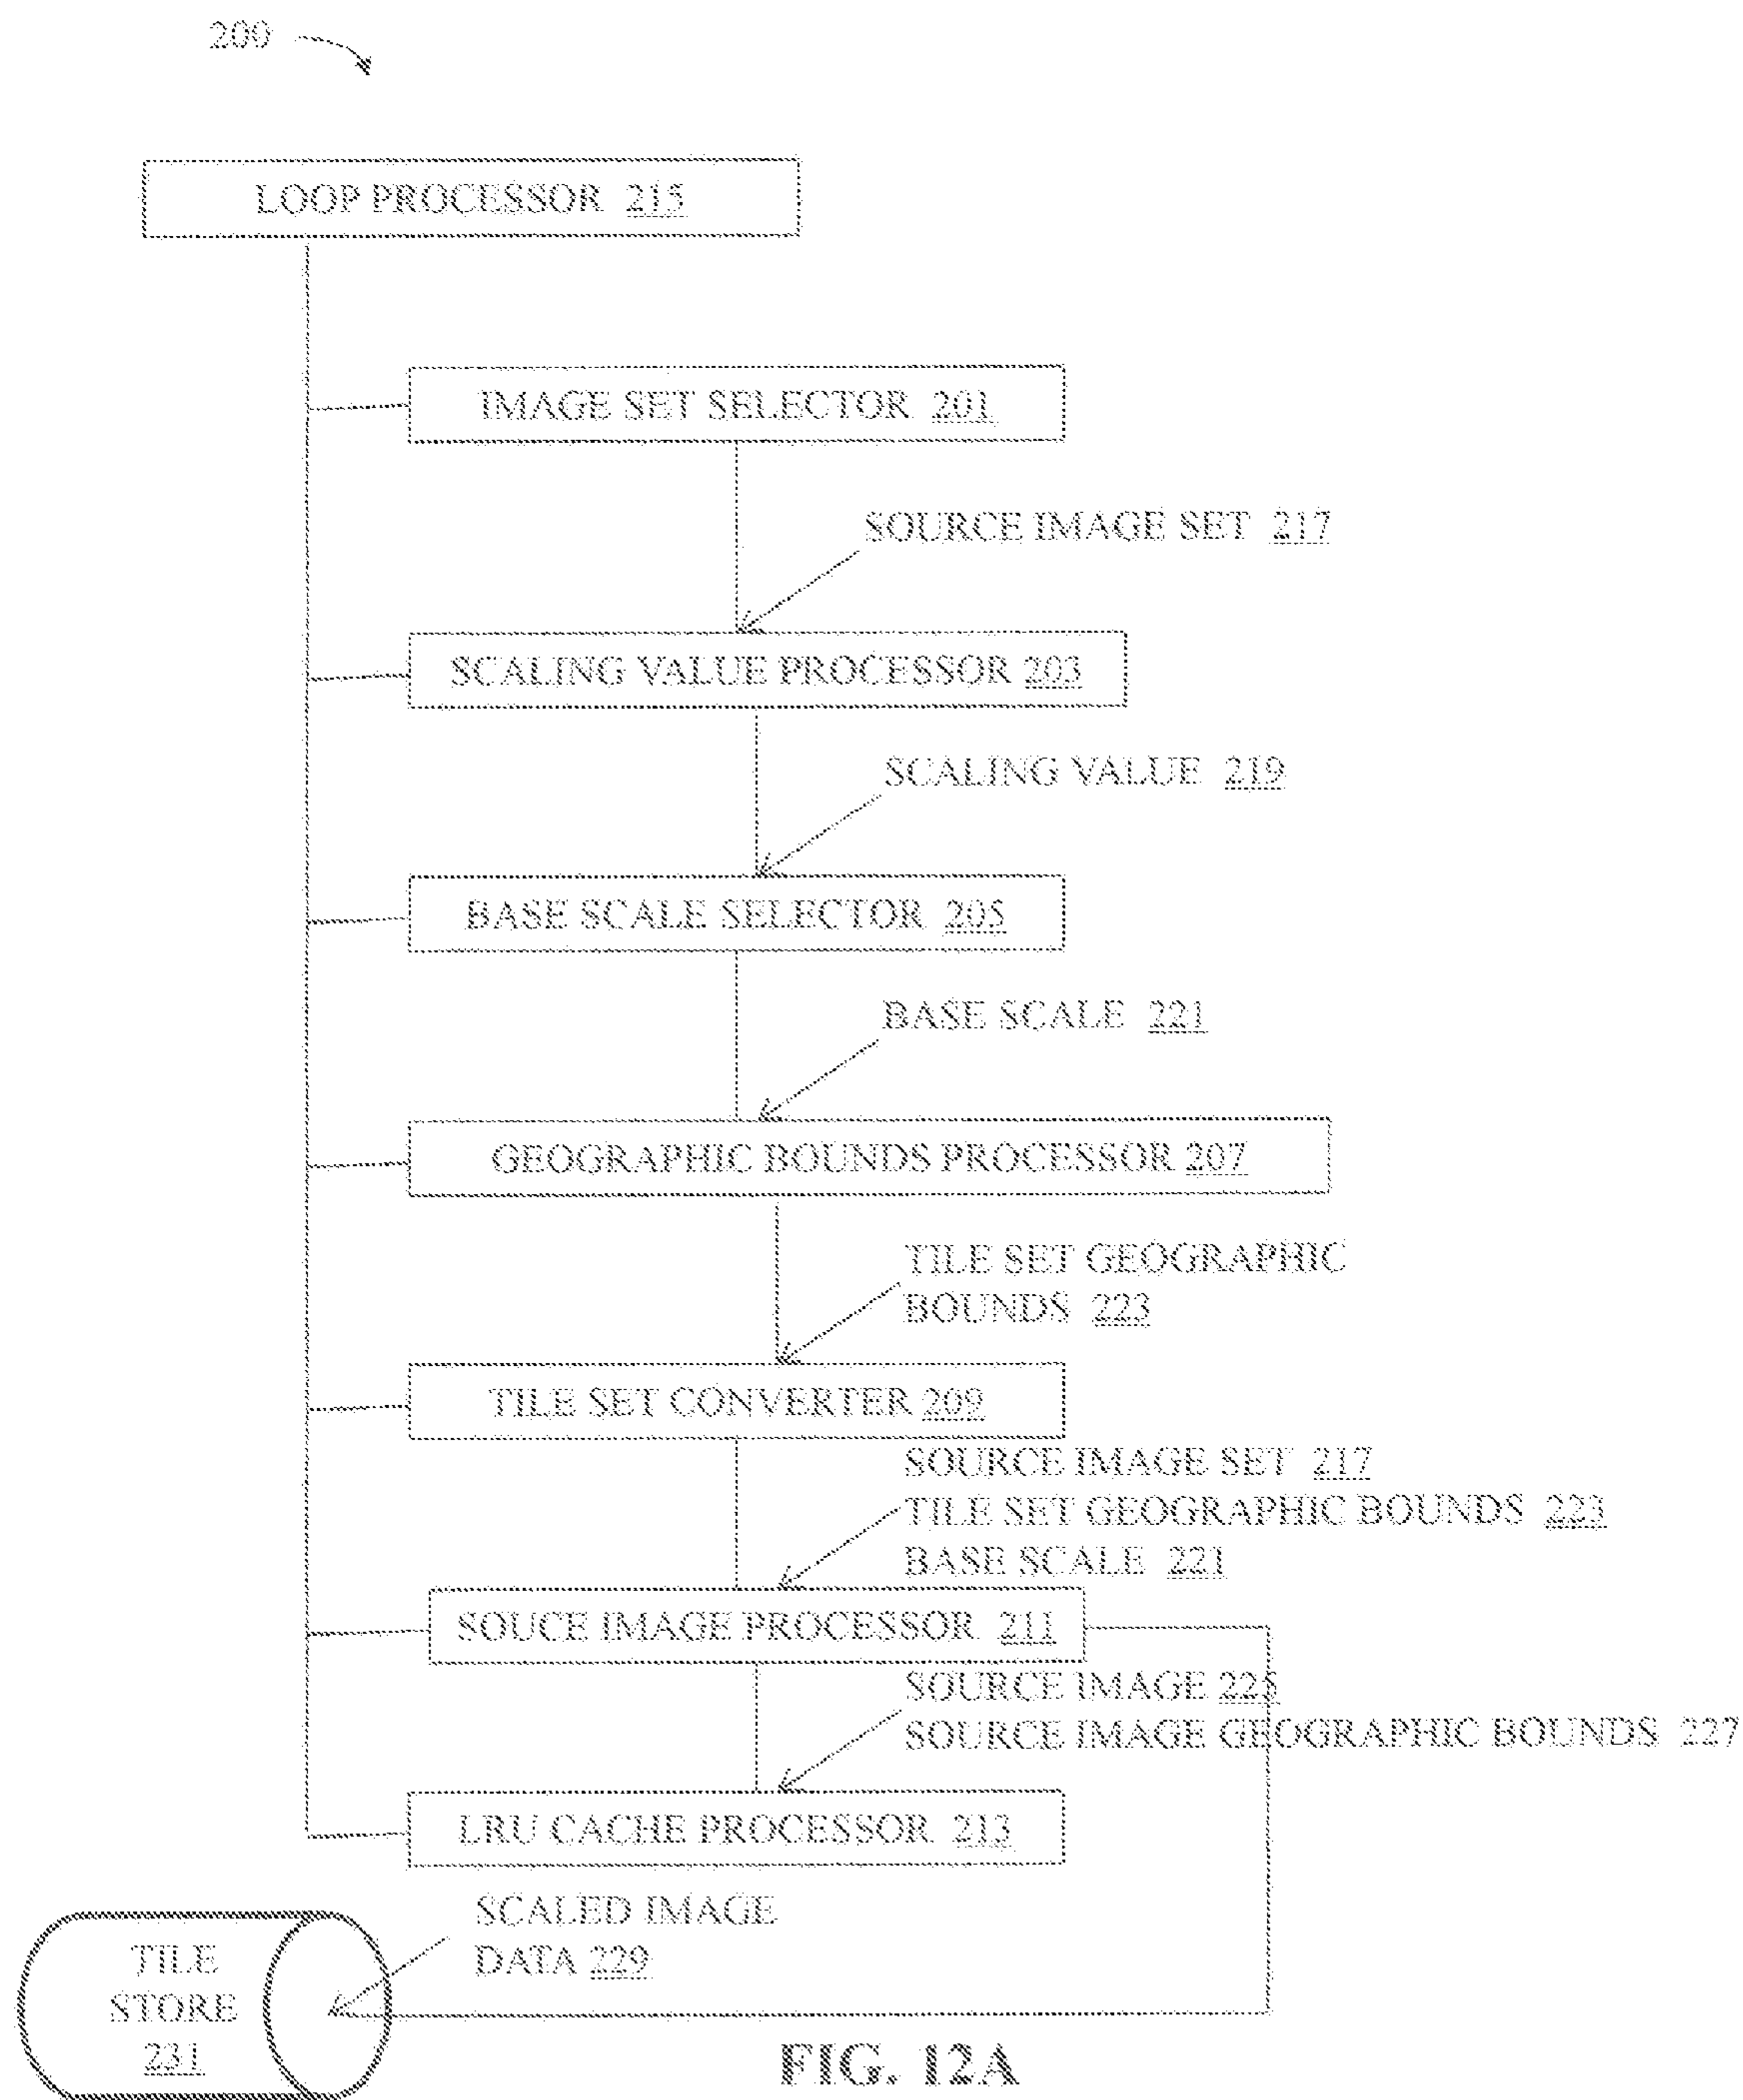 200
LOOP PROCESSOR 215
IMAGE SET SELECTOR 201
SOURCE IMAGE SET 217
SCALING VALUE PROCESSOR 203
SCALING VALUE 219
BASE SCALE SELECTOR 205
BASE SCALE 221
GEOGRAPHIC BOUNDS PROCESSOR 207
TILE SET GEOGRAPHIC
BOUNDS 223
TILE SET CONVERTER 209
SOURCE IMAGE SET 217
TILE SET GEOGRAPHIC BOUNDS 223
BASE SCALE 221
SOUCE IMAGE PROCESSOR 211
SOURCE IMAGE 225
SOURCE IMAGE GEOGRAPHIC BOUNDS 227
LRU CACHE PROCESSOR 213
SCALED IMAGE
DATA 229
TILE
STORE
231
FIG. 12A